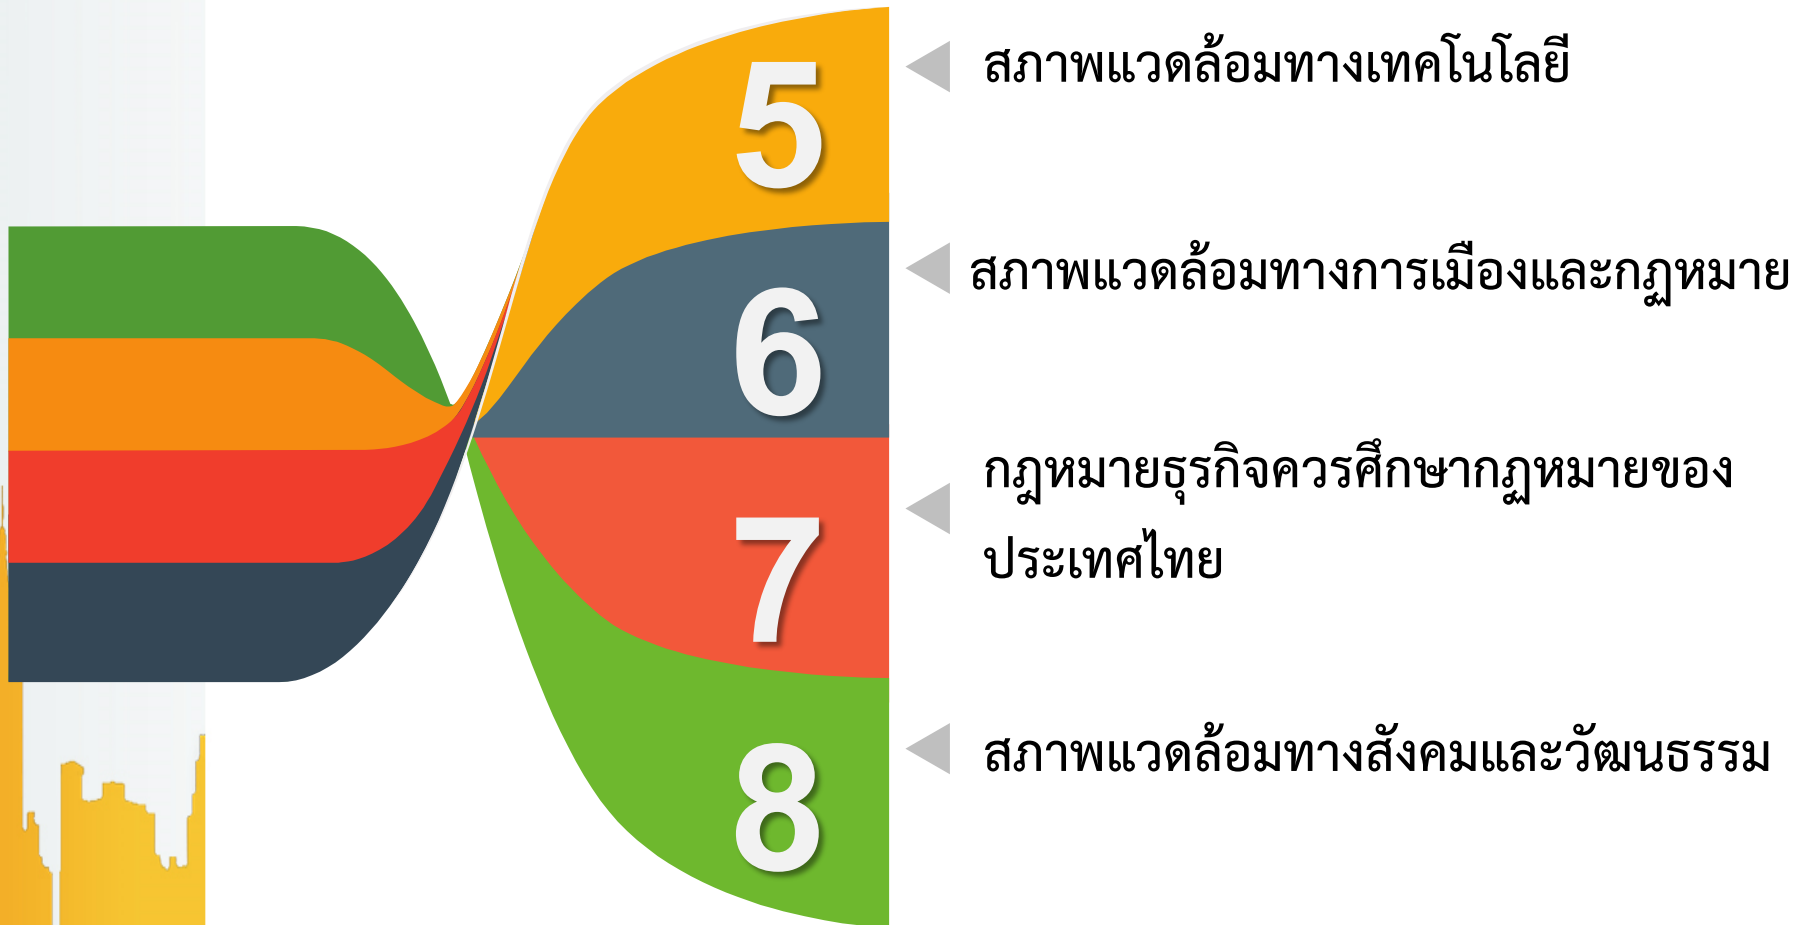 5
สภาพแวดล้อมทางเทคโนโลยี
6
สภาพแวดล้อมทางการเมืองและกฏหมาย
7
กฎหมายธุรกิจควรศึกษากฏหมายของ
ประเทศไทย
8
สภาพแวดล้อมทางสังคมและวัฒนธรรม